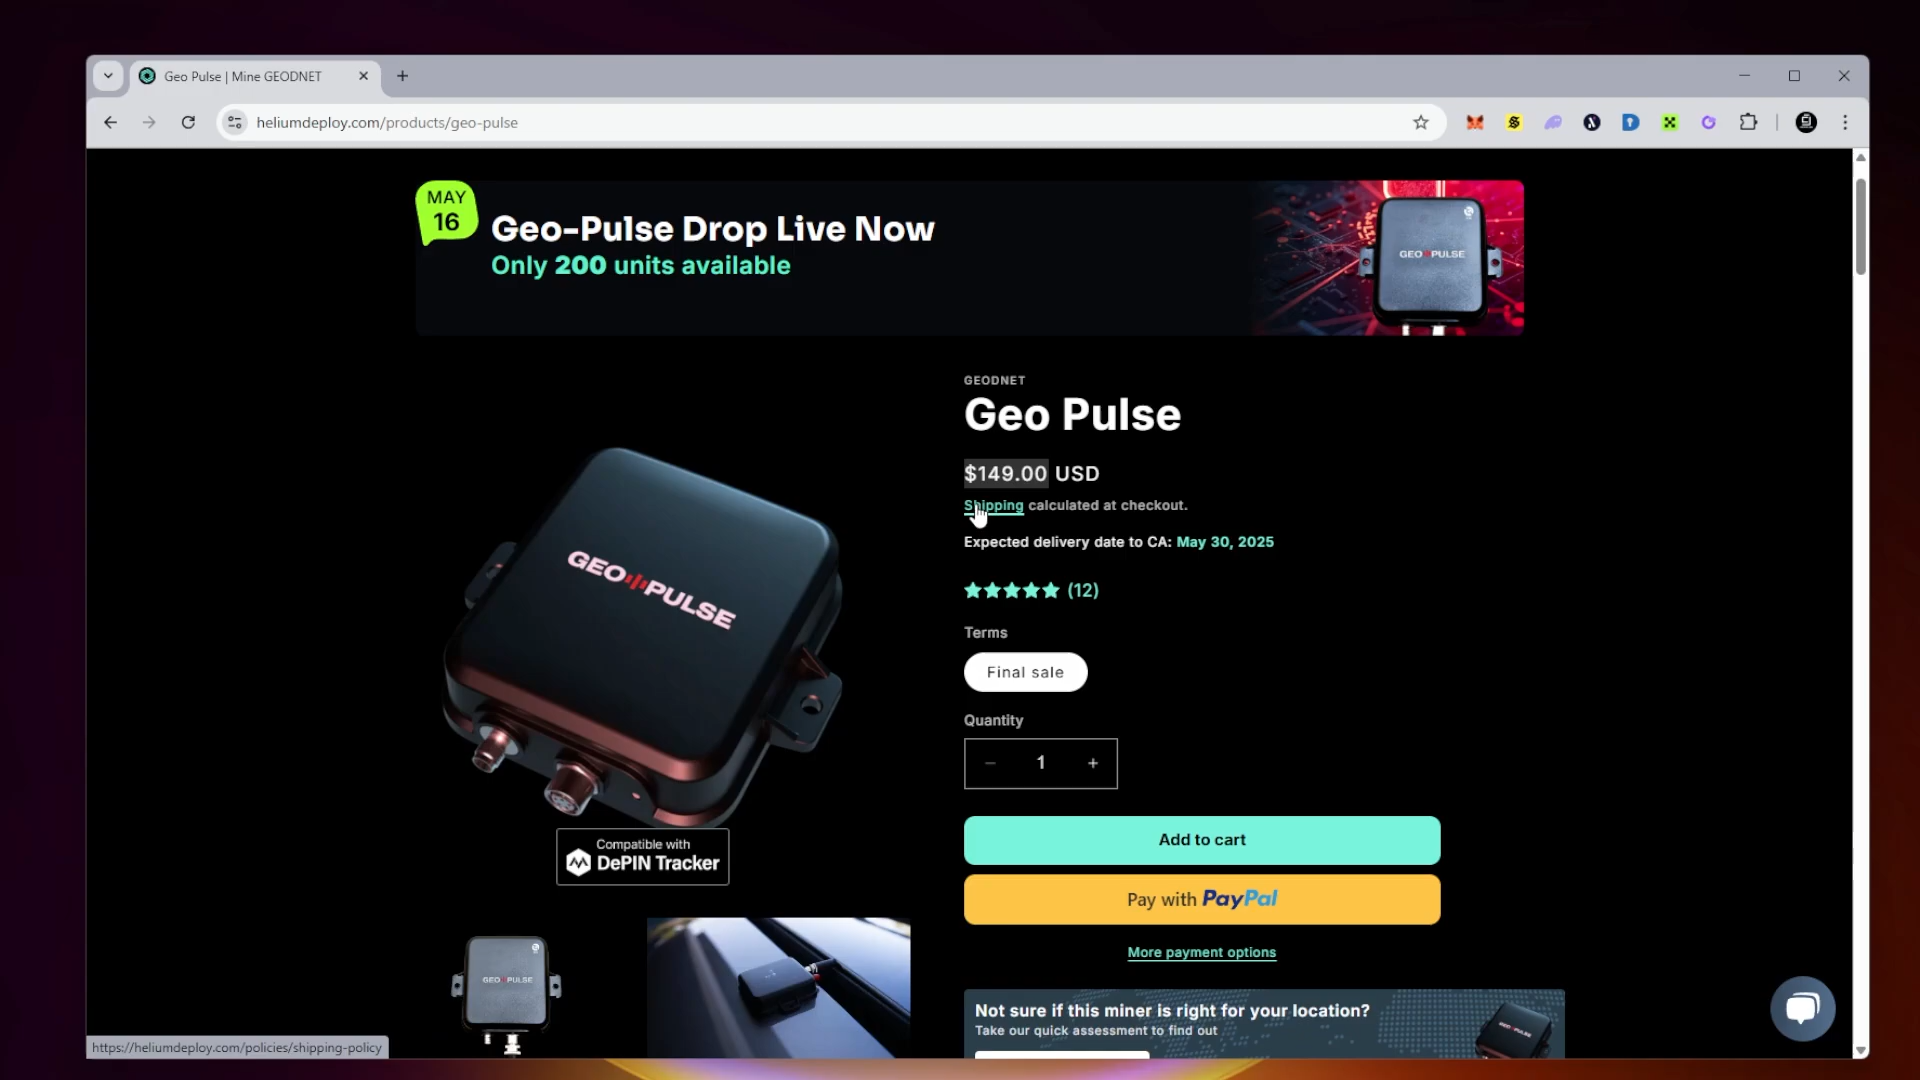 Geo Pulse | Mine GEODNET
heliumdeploy.com/products/geo-pulse
MAY
16
Geo-Pulse Drop Live Now
Only 200 units available
GEO PULSE
GEODNET
Geo Pulse
$149.00 USD
Shipping calculated at checkout.
Expected delivery date to CA: May 30, 2025
(12)
Terms
Final sale
Quantity
1
Add to cart
Pay with PayPal
More payment options
GEO PULSE
Compatible with
DePIN Tracker
GEO PULSE
Not sure if this miner is right for your location?
Take our quick assessment to find out
GEO PULSE
https://heliumdeploy.com/policies/shipping-policy